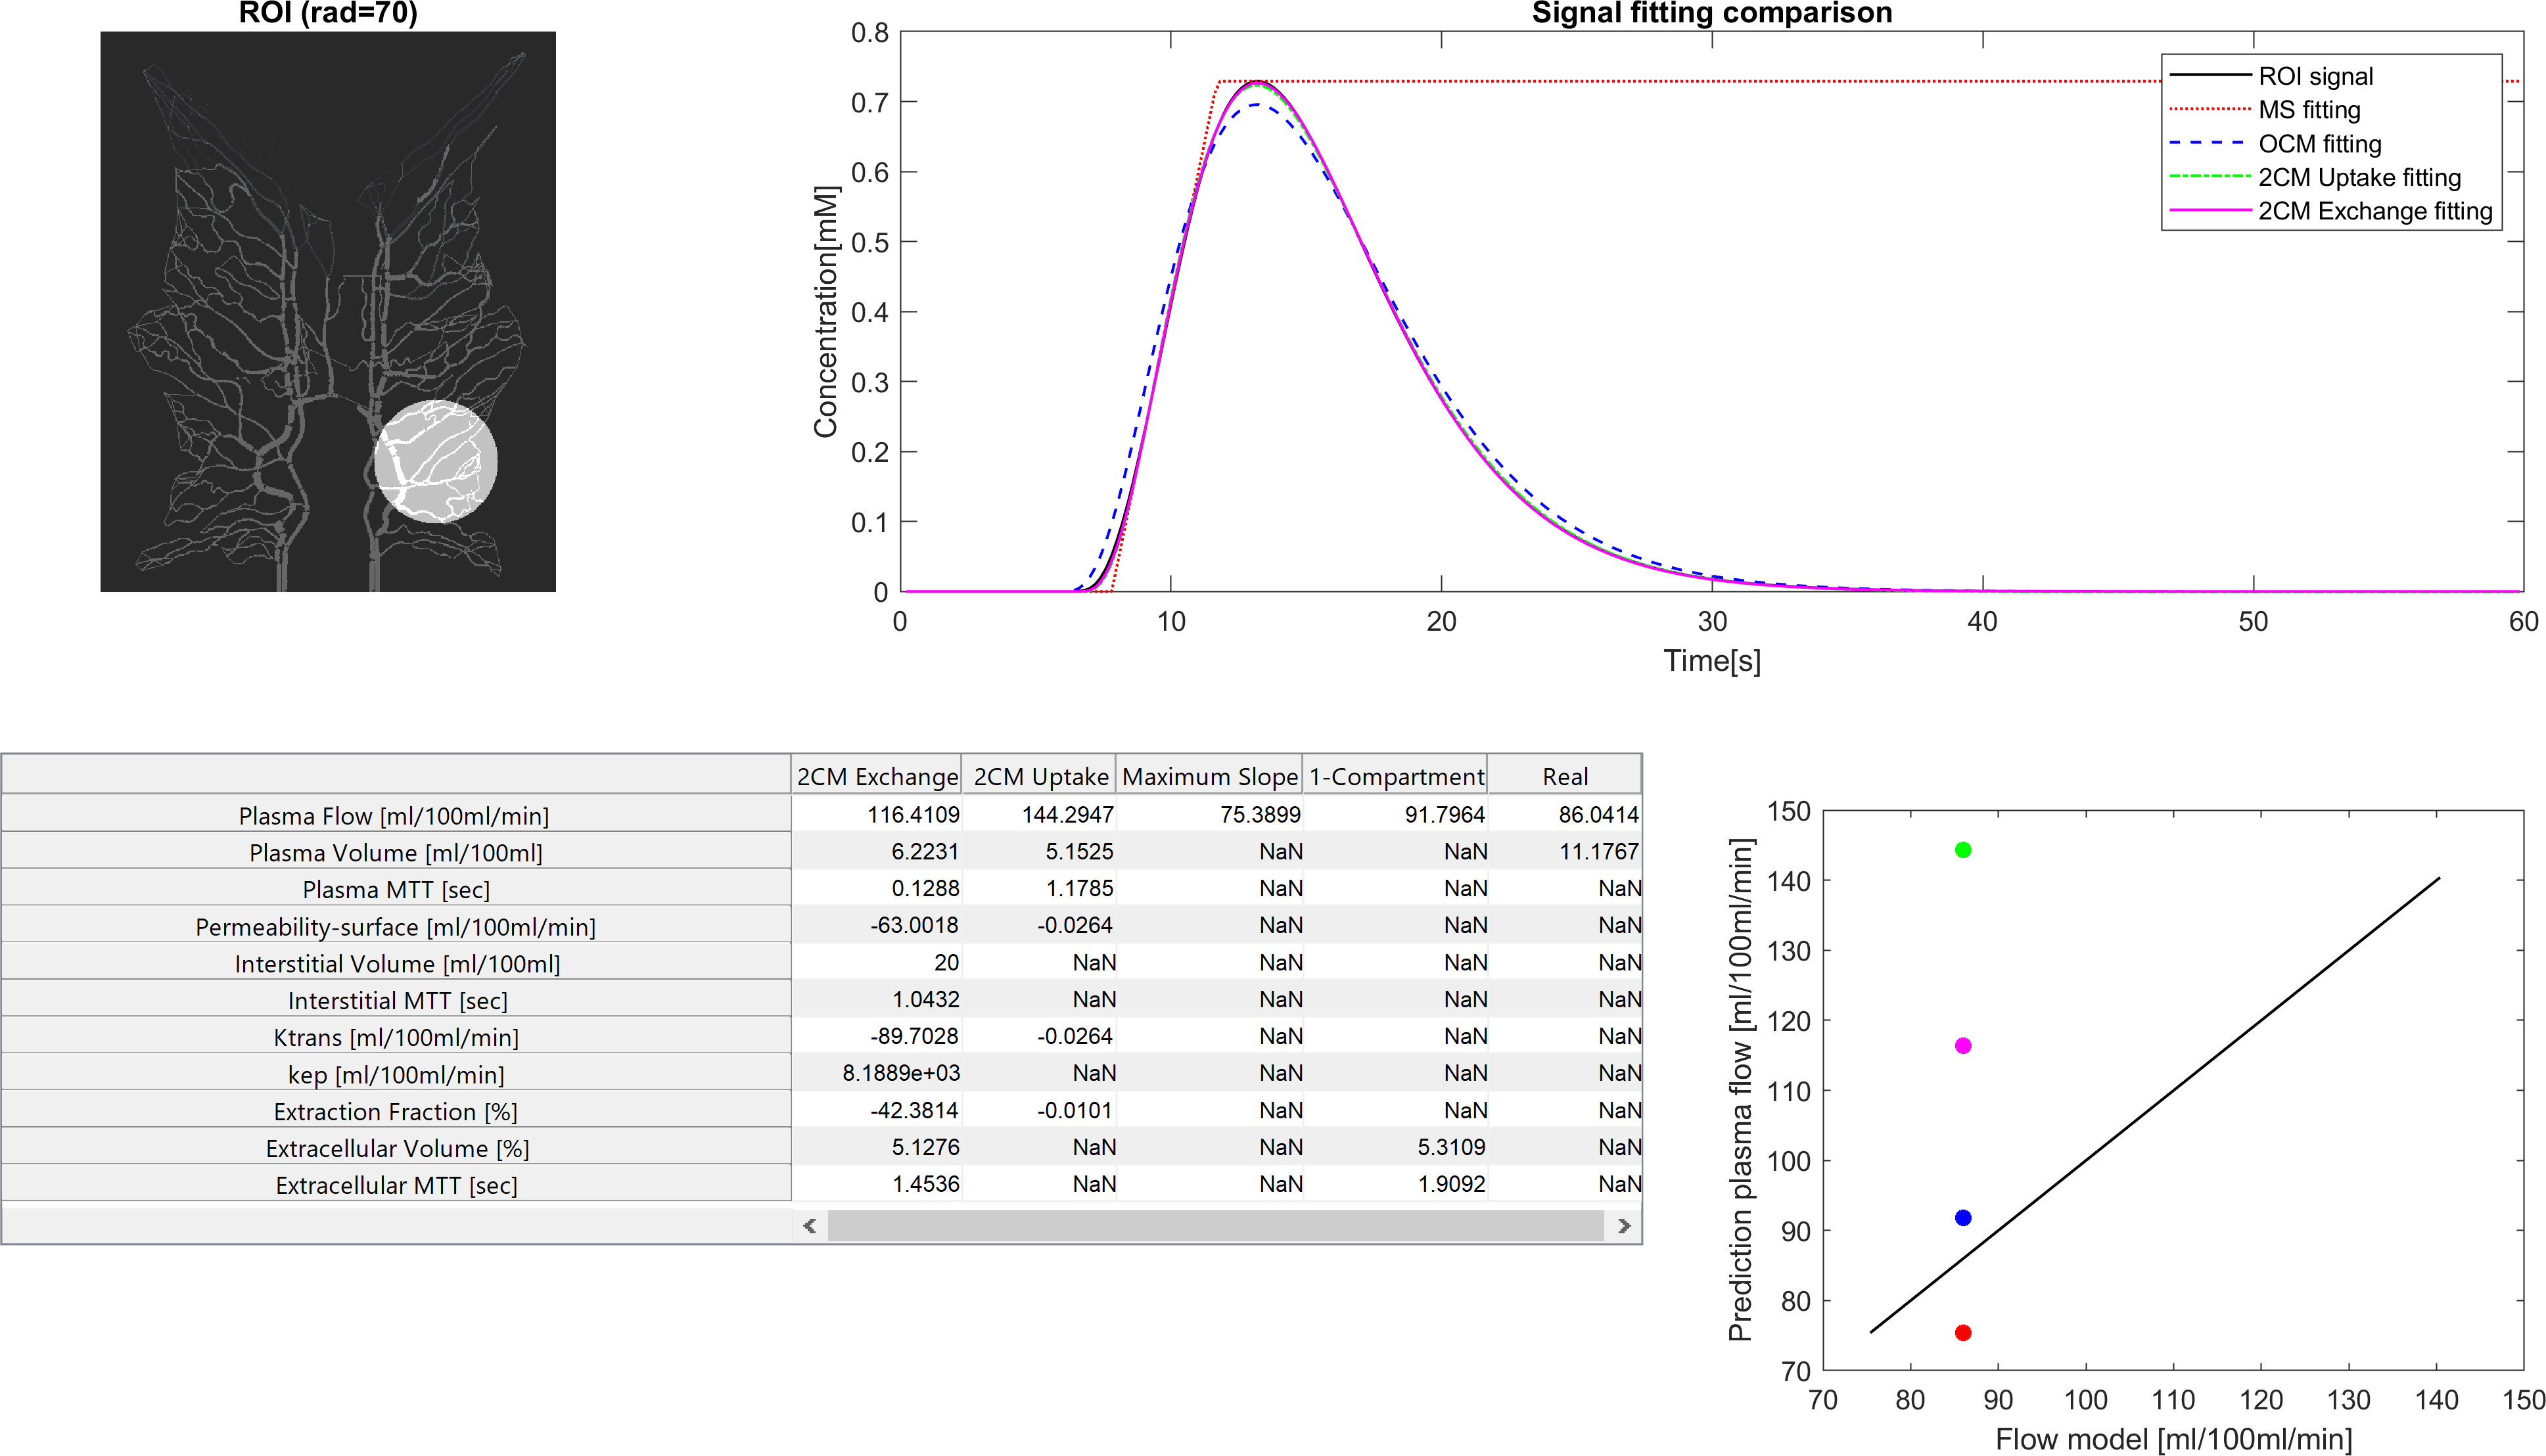 ROI (rad=70)
Signal fitting comparison
0.8
0.7
0.6
0.5
0.4
0.3
0.2
0.1
0
Concentration[mM]
0 10 20 30 40 50 60
Time[s]
ROI signal
MS fitting
OCM fitting
2CM Uptake fitting
2CM Exchange fitting
2CM Exchange 2CM Uptake Maximum Slope 1-Compartment Real
Plasma Flow [ml/100ml/min] 116.4109 144.2947 75.3899 91.7964 86.0414
Plasma Volume [ml/100ml] 6.2231 5.1525 NaN NaN 11.1767
Plasma MTT [sec] 0.1288 1.1785 NaN NaN NaN
Permeability-surface [ml/100ml/min] -63.0018 -0.0264 NaN NaN NaN
Interstitial Volume [ml/100ml] 20 NaN NaN NaN NaN
Interstitial MTT [sec] 1.0432 NaN NaN NaN NaN
Ktrans [ml/100ml/min] -89.7028 -0.0264 NaN NaN NaN
kep [ml/100ml/min] 8.1889e+03 NaN NaN NaN NaN
Extraction Fraction [%] -42.3814 -0.0101 NaN NaN NaN
Extracellular Volume [%] 5.1276 NaN NaN 5.3109 NaN
Extracellular MTT [sec] 1.4536 NaN NaN 1.9092 NaN
150
140
130
120
110
100
90
80
70
Prediction plasma flow [ml/100ml/min]
70 80 90 100 110 120 130 140 150
Flow model [ml/100ml/min]